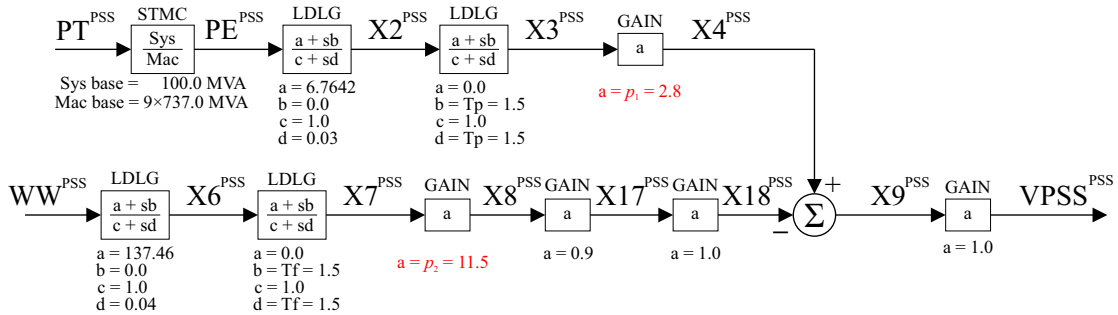 PT^PSS
STMC
Sys
Mac
PE^PSS
LDLG
a + sb
c + sd
X2^PSS
LDLG
a + sb
c + sd
X3^PSS
GAIN
a
X4^PSS
Sys base = 100.0 MVA
Mac base = 9×737.0 MVA
a = 6.7642
b = 0.0
c = 1.0
d = 0.03
a = 0.0
b = Tp = 1.5
c = 1.0
d = Tp = 1.5
a = p₁ = 2.8
WW^PSS
LDLG
a + sb
c + sd
X6^PSS
LDLG
a + sb
c + sd
X7^PSS
GAIN
a
X8^PSS
GAIN
a
X17^PSS
GAIN
a
X18^PSS
+
−
Σ
X9^PSS
GAIN
a
VPSS^PSS
a = 137.46
b = 0.0
c = 1.0
d = 0.04
a = 0.0
b = Tf = 1.5
c = 1.0
d = Tf = 1.5
a = p₂ = 11.5
a = 0.9
a = 1.0
a = 1.0